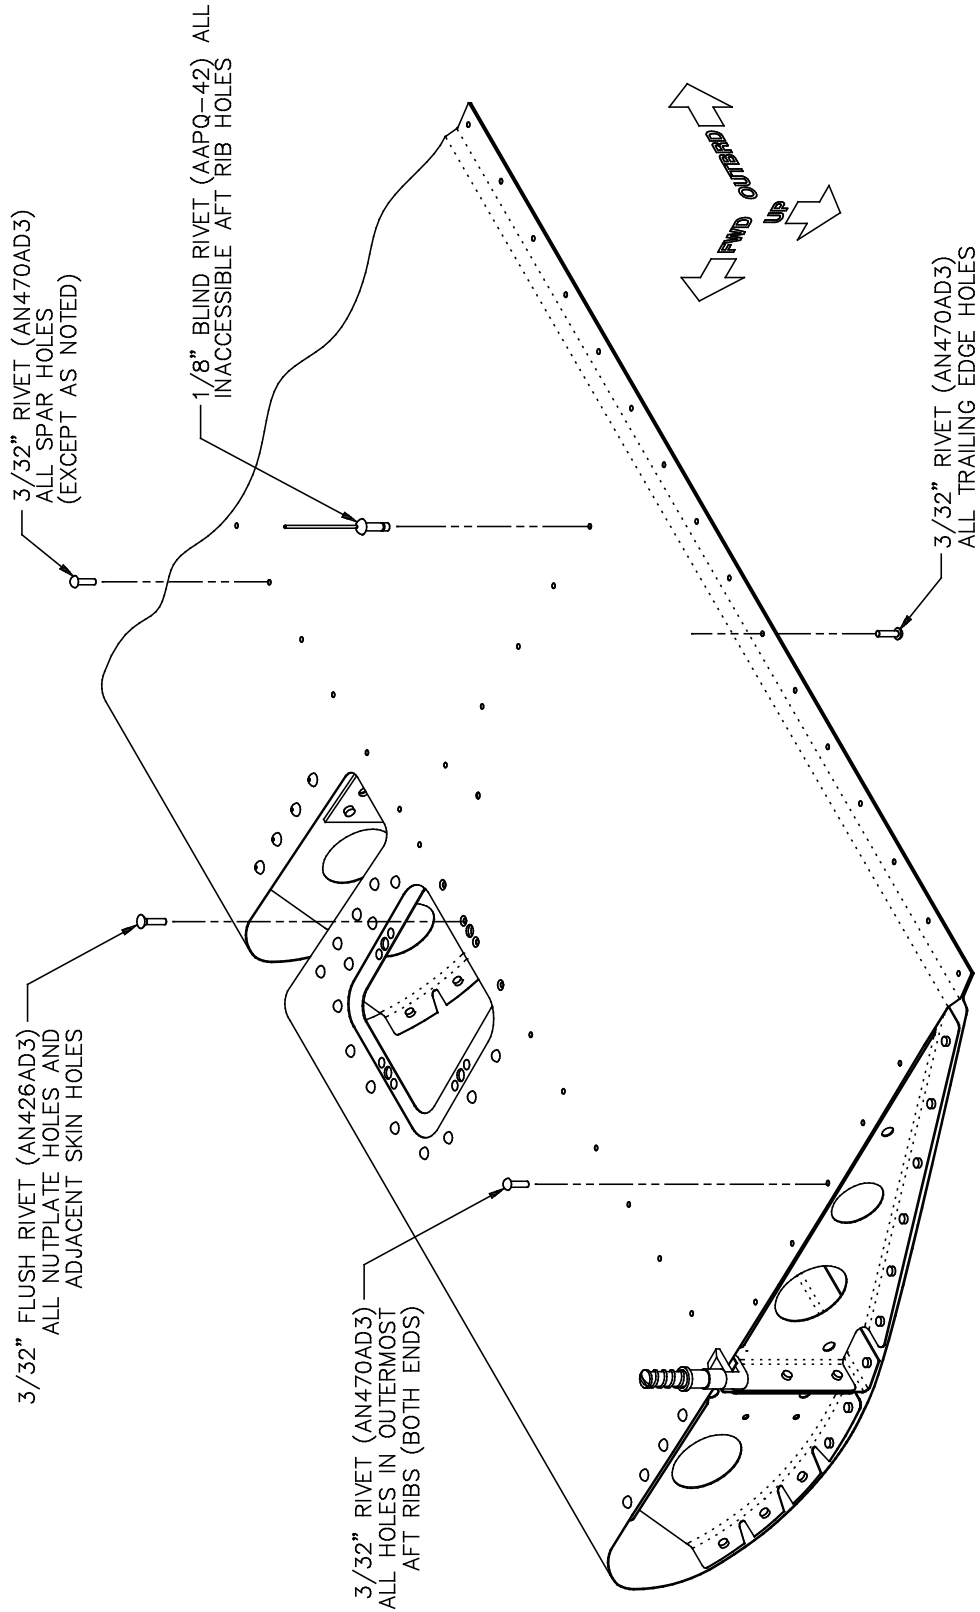 3/32" FLUSH RIVET (AN426AD3)
ALL NUTPLATE HOLES AND
ADJACENT SKIN HOLES
3/32" RIVET (AN470AD3)
ALL SPAR HOLES
(EXCEPT AS NOTED)
1/8" BLIND RIVET (AAPQ-42) ALL
INACCESSIBLE AFT RIB HOLES
3/32" RIVET (AN470AD3)
ALL HOLES IN OUTERMOST
AFT RIBS (BOTH ENDS)
FWD
OUTBRD
UP
3/32" RIVET (AN470AD3)
ALL TRAILING EDGE HOLES